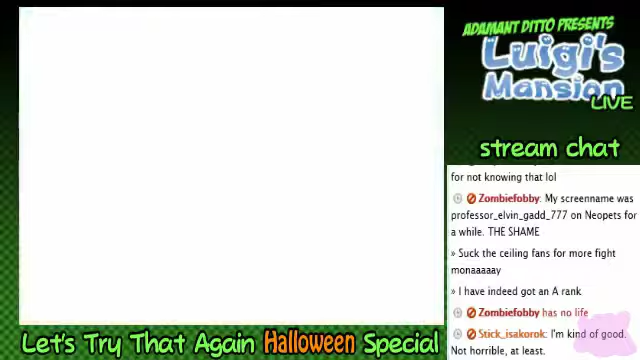 ADAMANT DITTO PRESENTS
Luigi's
Mansion
LIVE
stream chat
for not knowing that lol
Zombiefobby: My screenname was
professor_elvin_gadd_777 on Neopets for
a while. THE SHAME
» Suck the ceiling fans for more fight
monaaaaay
» I have indeed got an A rank
Zombiefobby has no life
Stick_isakorok: I'm kind of good.
Not horrible, at least.
Let's Try That Again Halloween Special